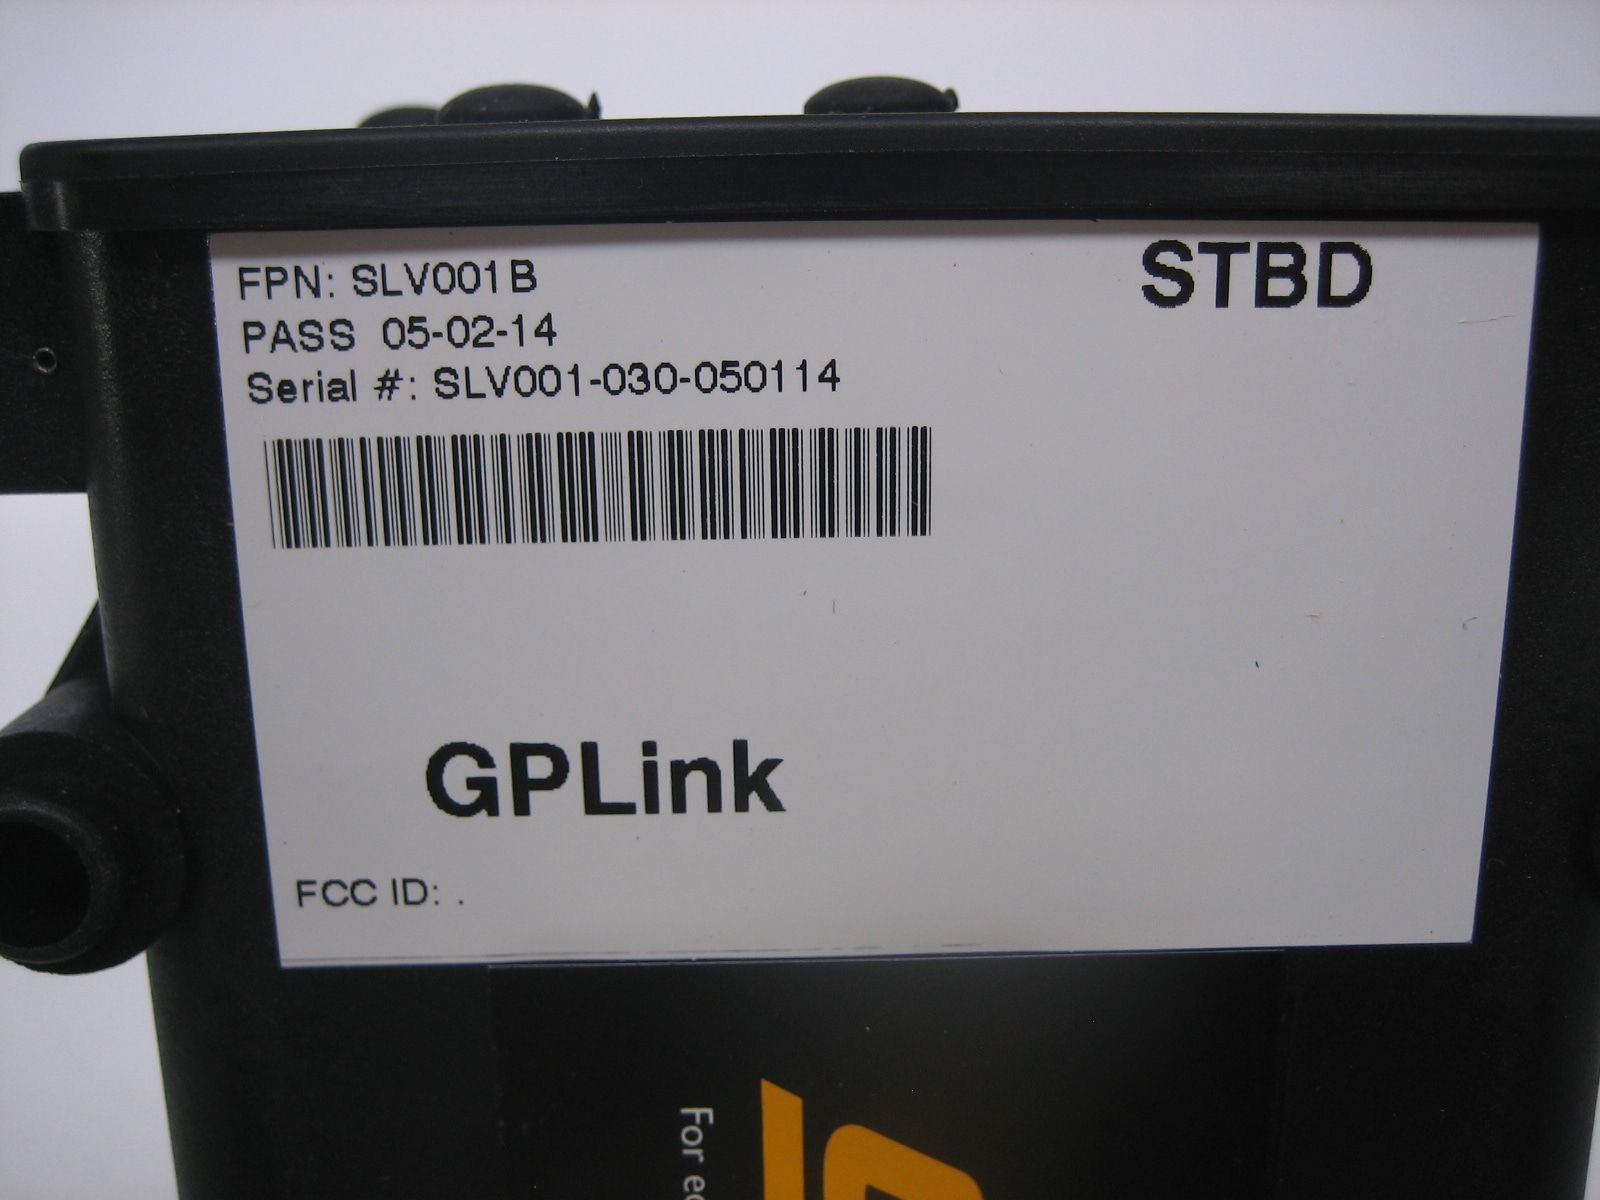 STBD
FPN: SLV001B
PASS 05-02-14
Serial #: SLV001-030-050114
GPLink
FCC ID: .
For